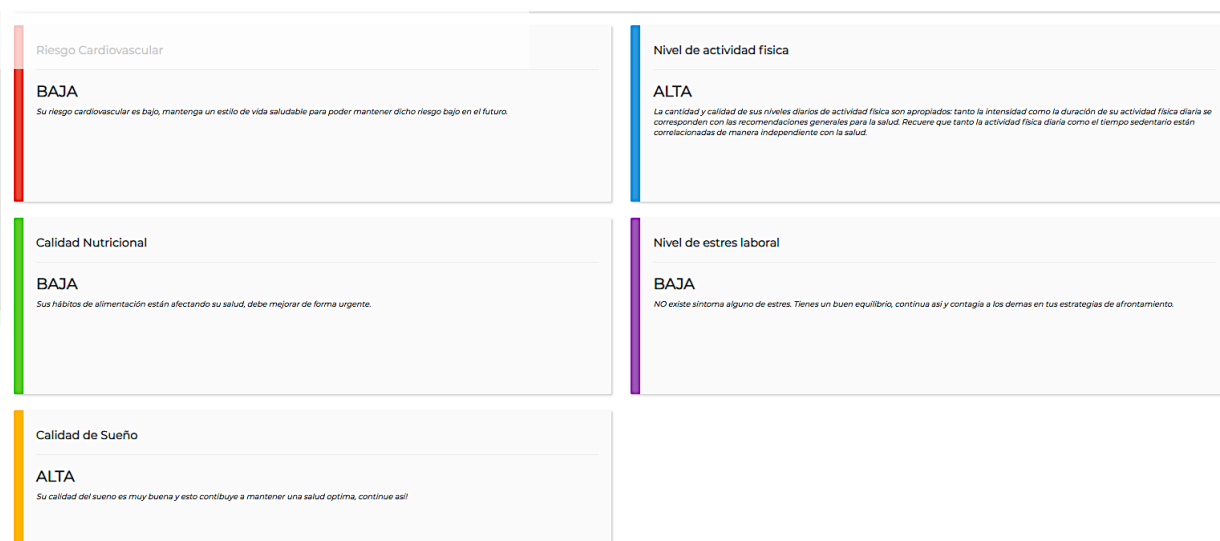 Riesgo Cardiovascular
BAJA
Su riesgo cardiovascular es bajo, mantenga un estilo de vida saludable para poder mantener dicho riesgo bajo en el futuro.
Nivel de actividad fisica
ALTA
La cantidad y calidad de sus niveles diarios de actividad física son apropiados: tanto la intensidad como la duración de su actividad física diaria se
corresponden con las recomendaciones generales para la salud. Recuere que tanto la actividad física diaria como el tiempo sedentario están
correlacionadas de manera independiente con la salud.
Calidad Nutricional
BAJA
Sus hábitos de alimentación están afectando su salud, debe mejorar de forma urgente.
Nivel de estres laboral
BAJA
NO existe sintoma alguno de estres. Tienes un buen equilibrio, continua asi y contagia a los demas en tus estrategias de afrontamiento.
Calidad de Sueño
ALTA
Su calidad del sueno es muy buena y esto contibuye a mantener una salud optima, continue asi!